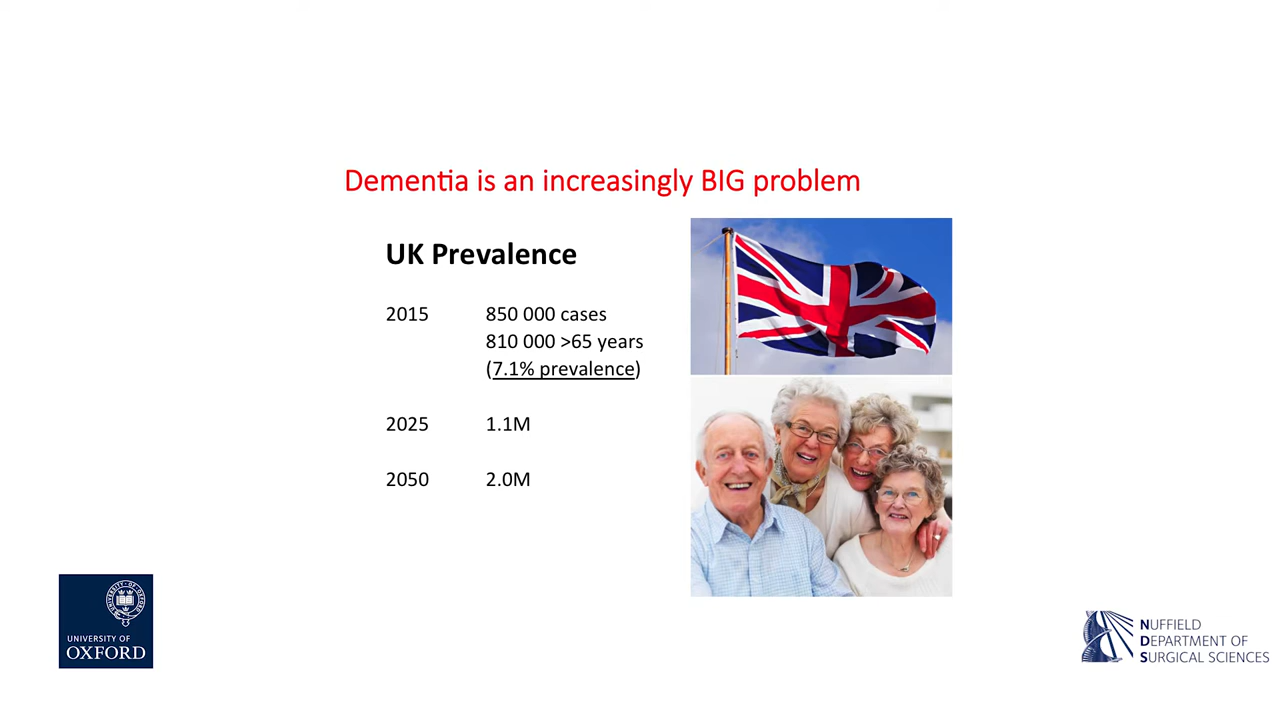 Dementia is an increasingly BIG problem
UK Prevalence
2015 850 000 cases
810 000 >65 years
(7.1% prevalence)
2025 1.1M
2050 2.0M
UNIVERSITY OF
OXFORD
NUFFIELD
DEPARTMENT OF
SURGICAL SCIENCES